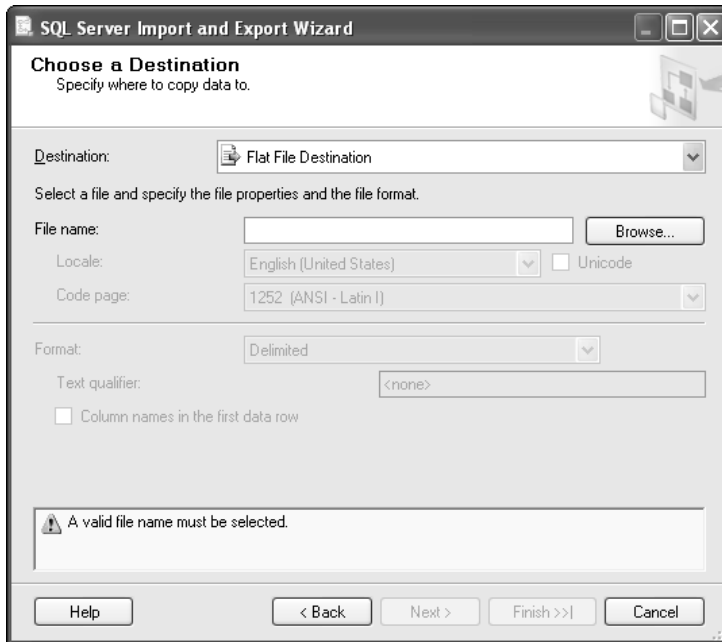 SQL Server Import and Export Wizard
Choose a Destination
Specify where to copy data to.
Destination: Flat File Destination
Select a file and specify the file properties and the file format.
File name: Browse...
Locale: English (United States) Unicode
Code page: 1252 (ANSI - Latin I)
Format: Delimited
Text qualifier: <none>
Column names in the first data row
A valid file name must be selected.
Help < Back Next > Finish >>| Cancel